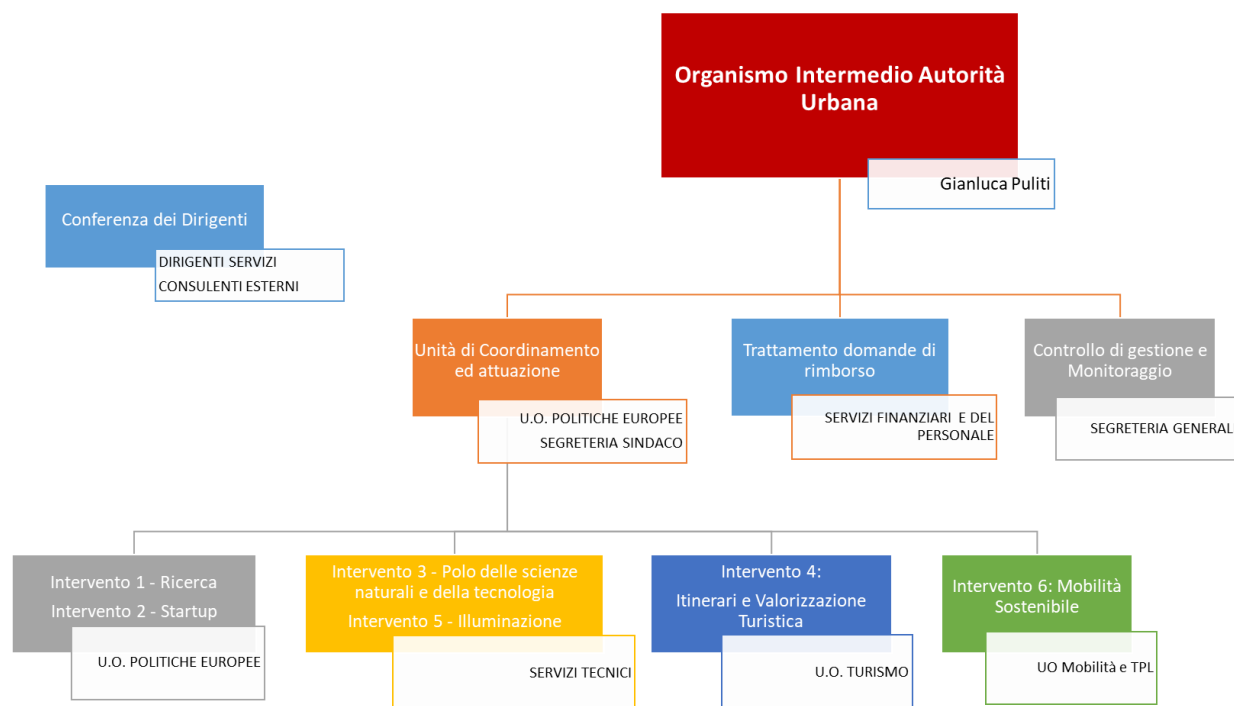 Organismo Intermedio Autorità
Urbana
Gianluca Puliti
Conferenza dei Dirigenti
DIRIGENTI SERVIZI
CONSULENTI ESTERNI
Unità di Coordinamento
ed attuazione
U.O. POLITICHE EUROPEE
SEGRETERIA SINDACO
Trattamento domande di
rimborso
SERVIZI FINANZIARI E DEL
PERSONALE
Controllo di gestione e
Monitoraggio
SEGRETERIA GENERALE
Intervento 1 - Ricerca
Intervento 2 - Startup
U.O. POLITICHE EUROPEE
Intervento 3 - Polo delle scienze
naturali e della tecnologia
Intervento 5 - Illuminazione
SERVIZI TECNICI
Intervento 4:
Itinerari e Valorizzazione
Turistica
U.O. TURISMO
Intervento 6: Mobilità
Sostenibile
UO Mobilità e TPL